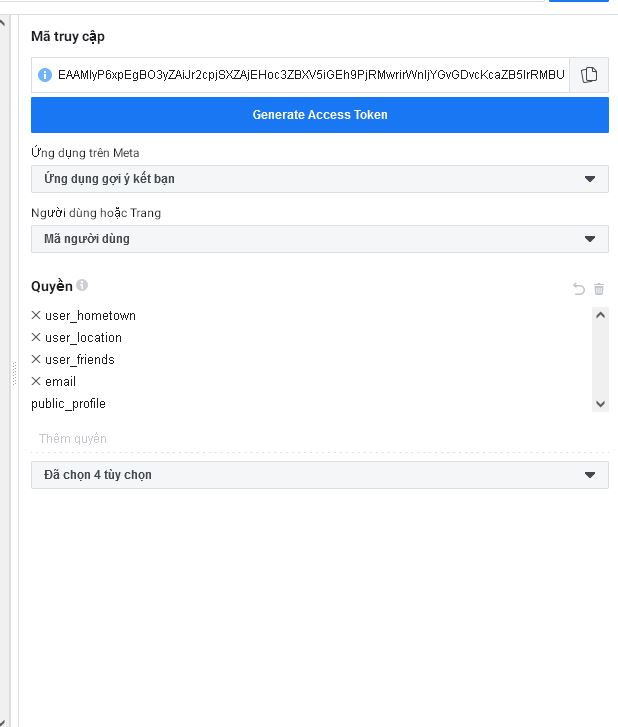 Mã truy cập
EAAMlyP6xpEgBO3yZAiJr2cpjSXZAjEHoc3ZBXV5iGEh9PjRMwrirWnIjYGvGDvcKcaZB5IrRMBU
Generate Access Token
Ứng dụng trên Meta
Ứng dụng gợi ý kết bạn
Người dùng hoặc Trang
Mã người dùng
Quyền
user_hometown
user_location
user_friends
email
public_profile
Thêm quyền
Đã chọn 4 tùy chọn